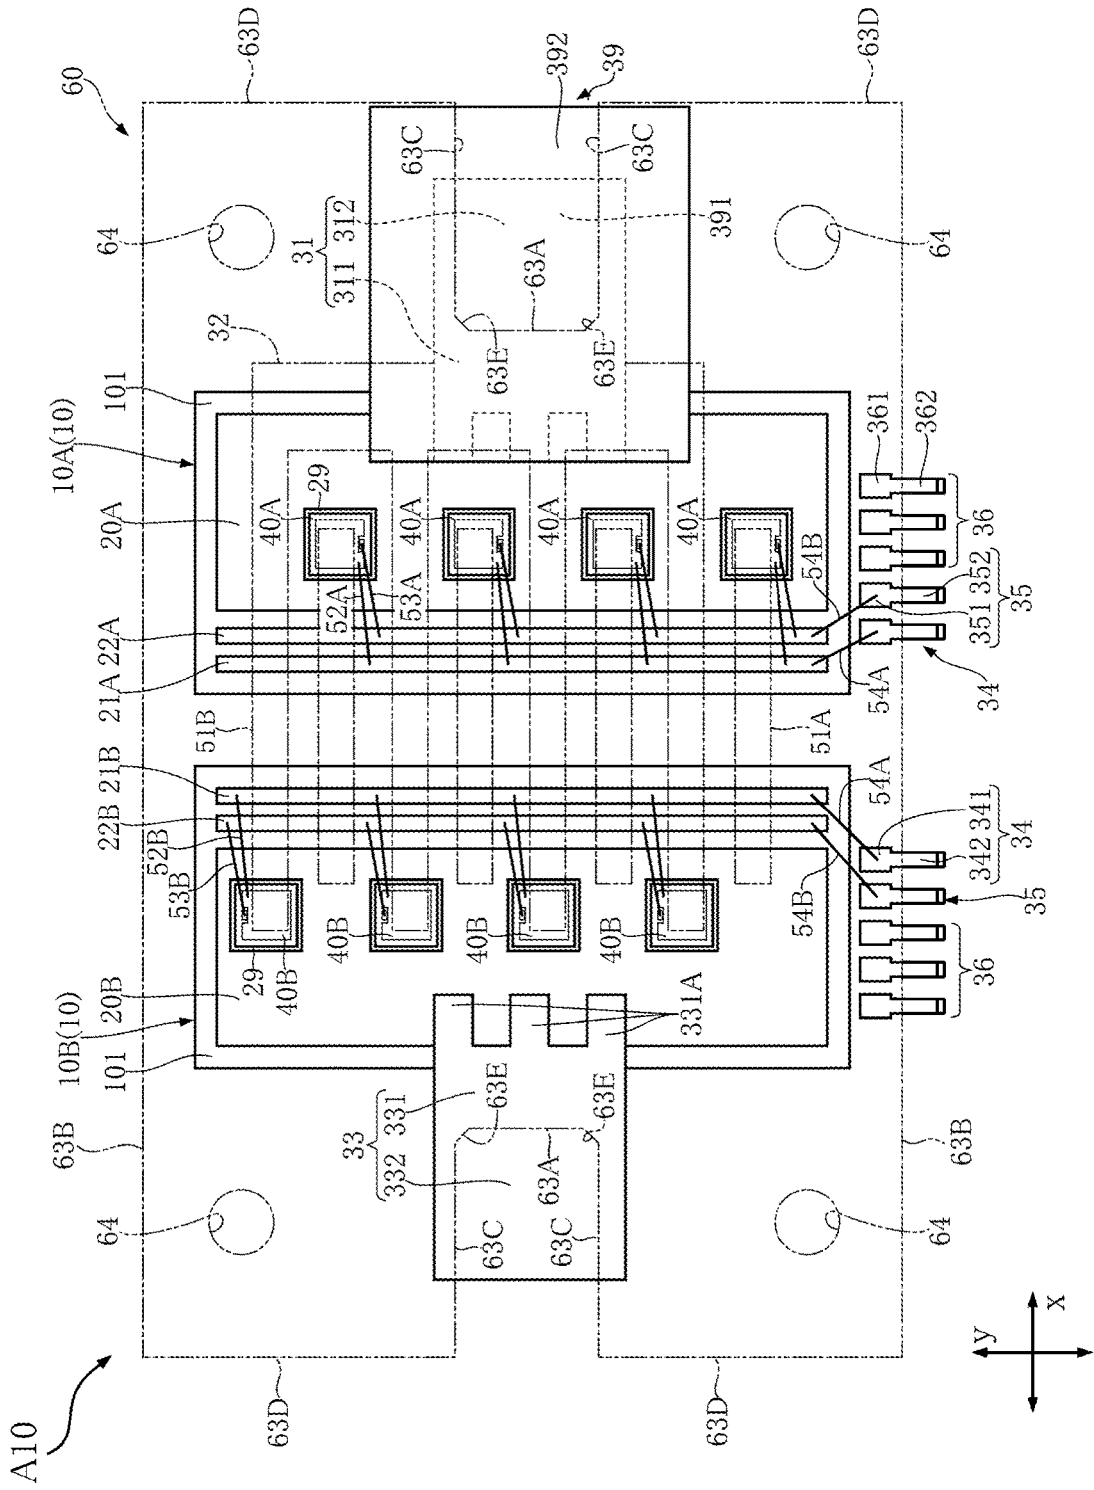 A10
60
63D
63D
392
39
63C
63C
64
64
31
312
311
391
63A
32
63E
63E
101
10A(10)
20A
29
40A
40A
40A
40A
361
362
36
52A
53A
54B
352
351
35
22A
21A
54A
34
51B
51A
21B
22B
52B
53B
54A
341
342
34
54B
35
29
40B
40B
40B
40B
20B
36
10B(10)
331A
101
63E
63E
331
33
332
63A
63B
63B
64
64
63C
63C
63D
63D
y
x